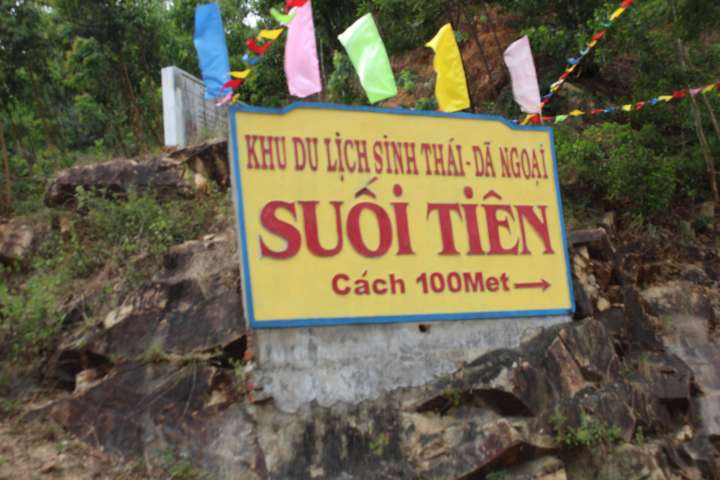 KHU DU LỊCH SINH THÁI - DÃ NGOẠI
SUỐI TIÊN
Cách 100Met →